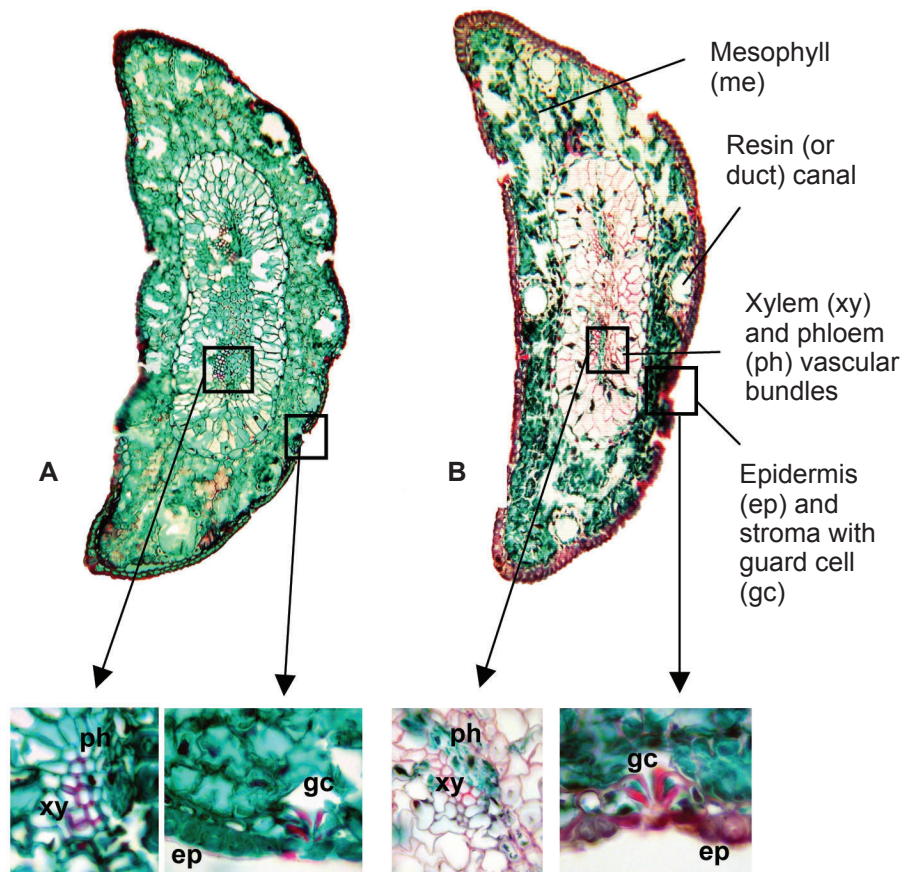 Mesophyll
(me)
Resin (or
duct) canal
Xylem (xy)
and phloem
(ph) vascular
bundles
A
B
Epidermis
(ep) and
stroma with
guard cell
(gc)
ph
xy
gc
ep
ph
xy
gc
ep